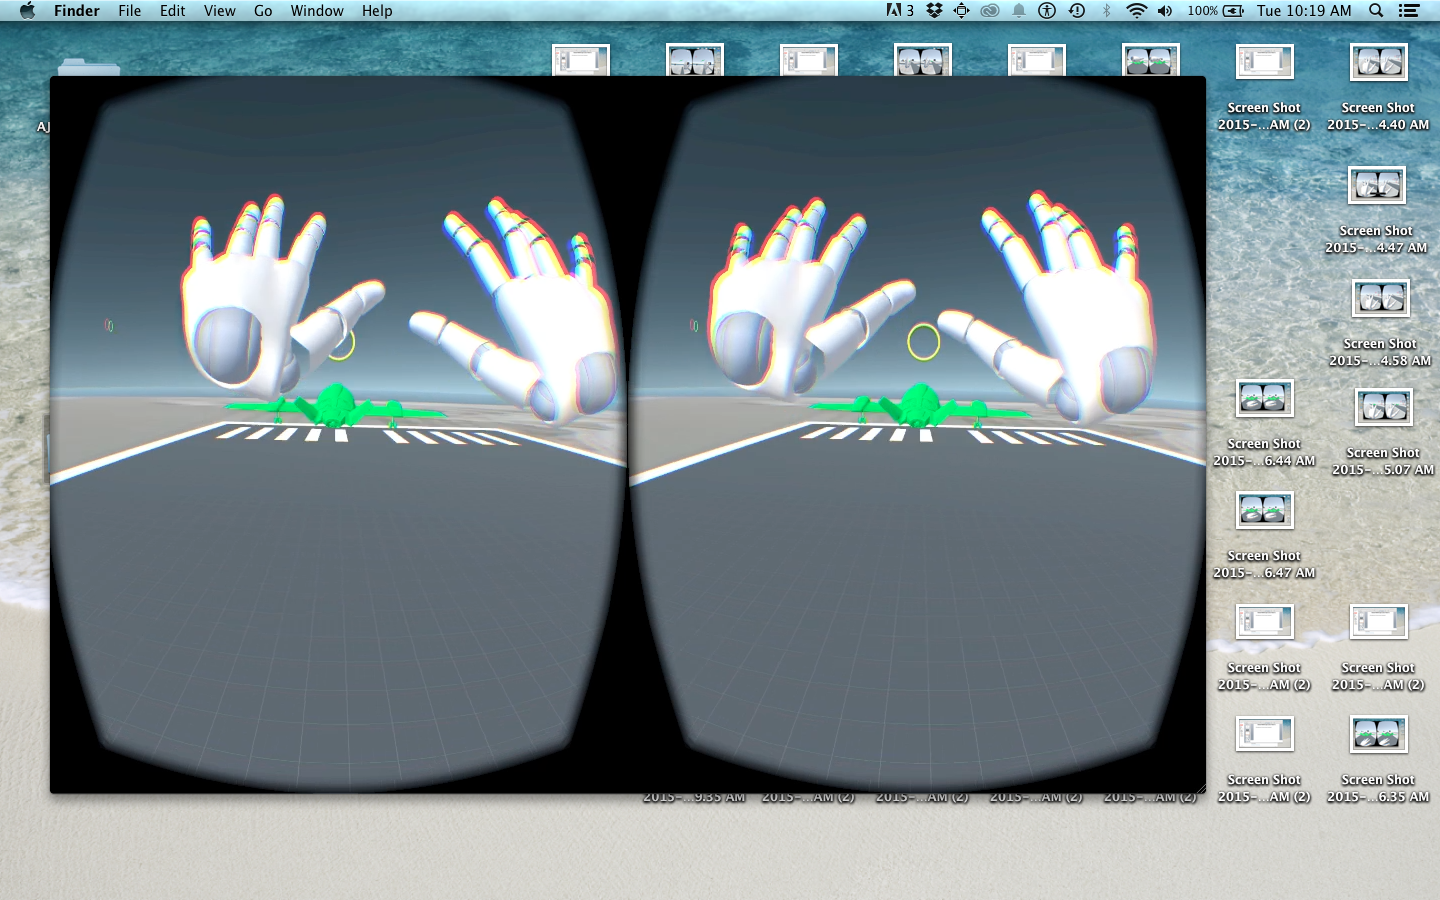 Finder File Edit View Go Window Help 3 100% Tue 10:19 AM
AJ
Screen Shot
2015-...AM (2)
Screen Shot
2015-...4.40 AM
Screen Shot
2015-...4.47 AM
Screen Shot
2015-...4.58 AM
Screen Shot
2015-...6.44 AM
Screen Shot
2015-...5.07 AM
Screen Shot
2015-...6.47 AM
Screen Shot
2015-...AM (2)
Screen Shot
2015-...AM (2)
Screen Shot
2015-...AM (2)
Screen Shot
2015-...6.35 AM
2015-...9.35 AM 2015-...AM (2) 2015-...AM (2) 2015-...AM (2) 2015-...AM (2)